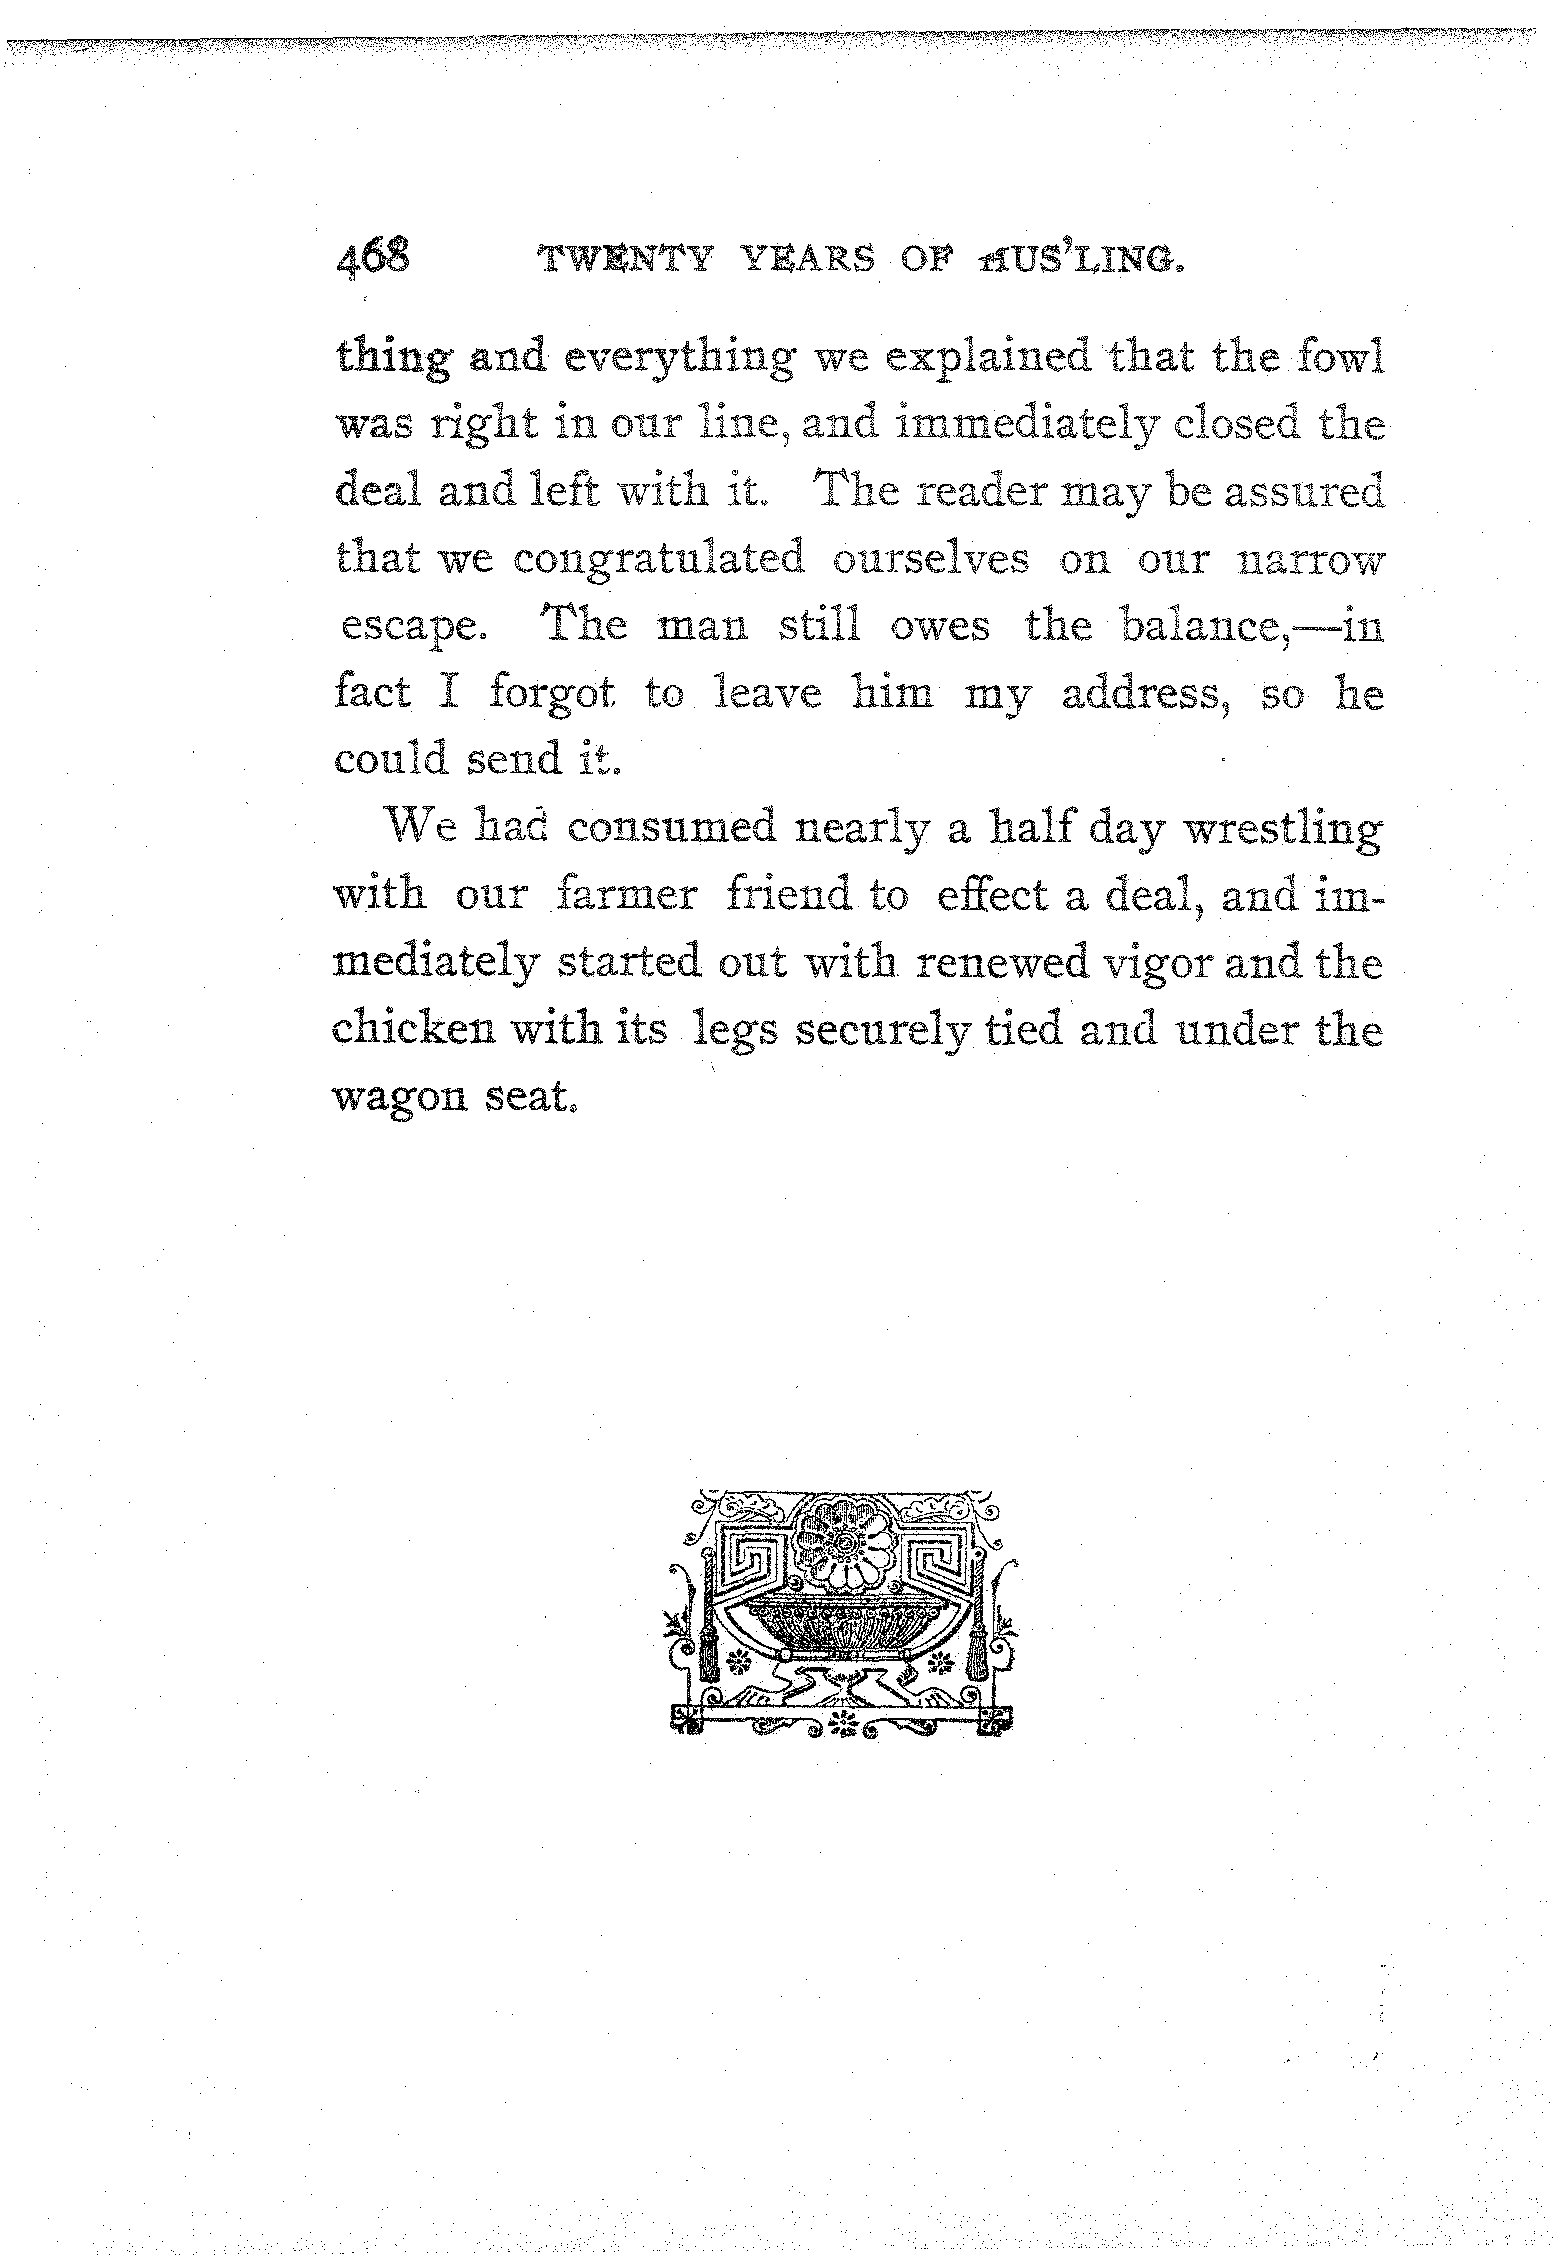 468 TWENTY YEARS OF HUS'LING.
thing and everything we explained that the fowl
was right in our line, and immediately closed the
deal and left with it. The reader may be assured
that we congratulated ourselves on our narrow
escape. The man still owes the balance,—in
fact I forgot to leave him my address, so he
could send it.
We had consumed nearly a half day wrestling
with our farmer friend to effect a deal, and im-
mediately started out with renewed vigor and the
chicken with its legs securely tied and under the
wagon seat.